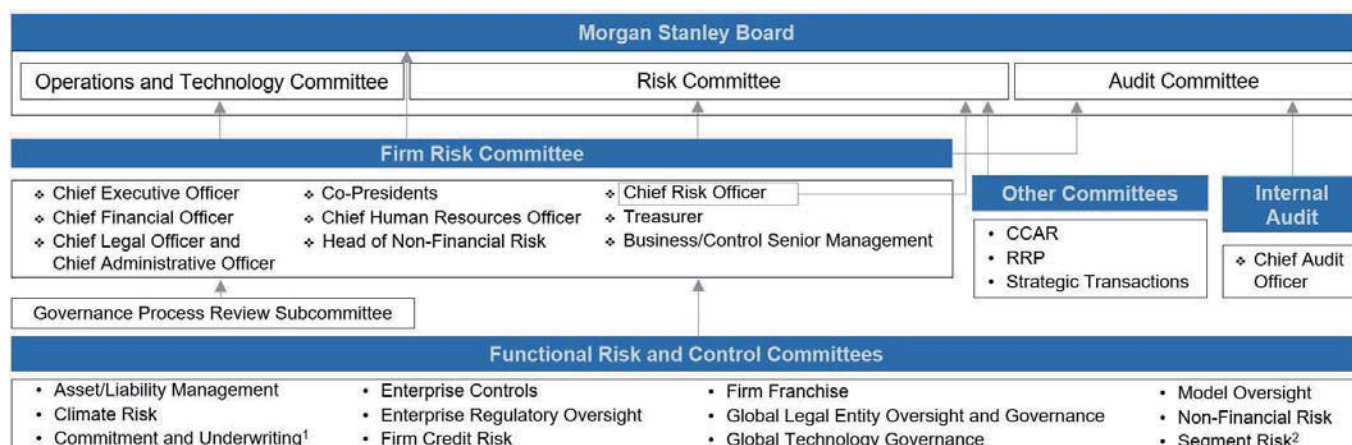 Morgan Stanley Board
Operations and Technology Committee
Risk Committee
Audit Committee
Firm Risk Committee
❖ Chief Executive Officer
❖ Chief Financial Officer
❖ Chief Legal Officer and
Chief Administrative Officer
❖ Co-Presidents
❖ Chief Human Resources Officer
❖ Head of Non-Financial Risk
❖ Chief Risk Officer
❖ Treasurer
❖ Business/Control Senior Management
Other Committees
• CCAR
• RRP
• Strategic Transactions
Internal
Audit
❖ Chief Audit
Officer
Governance Process Review Subcommittee
Functional Risk and Control Committees
• Asset/Liability Management
• Climate Risk
• Commitment and Underwriting¹
• Enterprise Controls
• Enterprise Regulatory Oversight
• Firm Credit Risk
• Firm Franchise
• Global Legal Entity Oversight and Governance
• Global Technology Governance
• Model Oversight
• Non-Financial Risk
• Segment Risk²